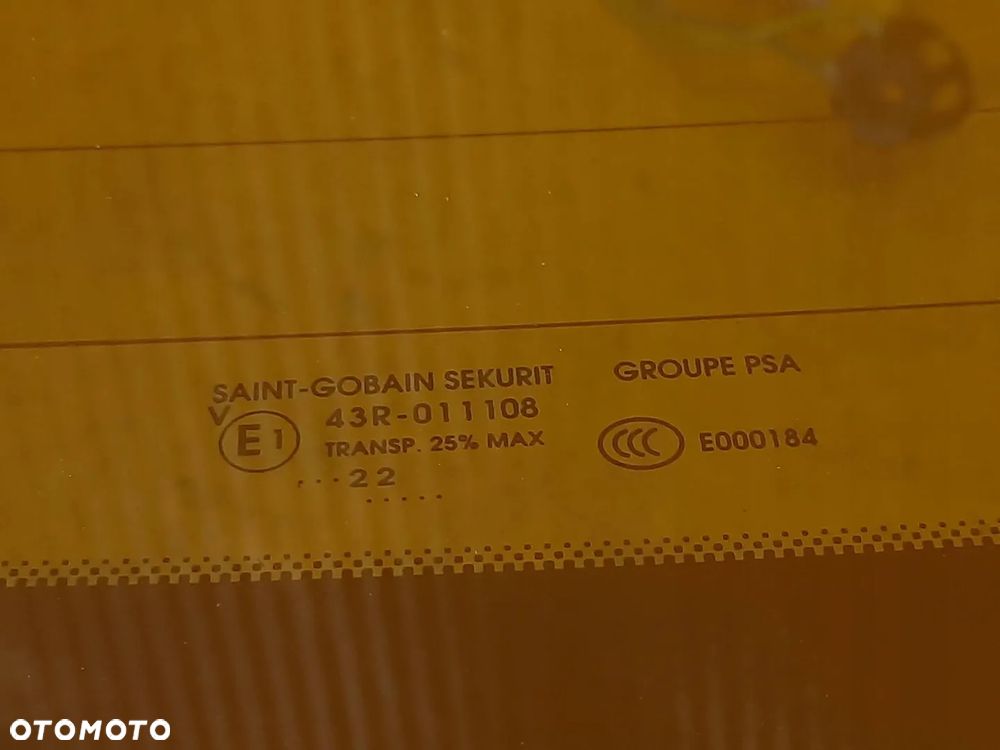 SAINT-GOBAIN SEKURIT
GROUPE PSA
V
E1
43R-011108
TRANSP. 25% MAX
CCC
E000184
...22
.....
OTOMOTO